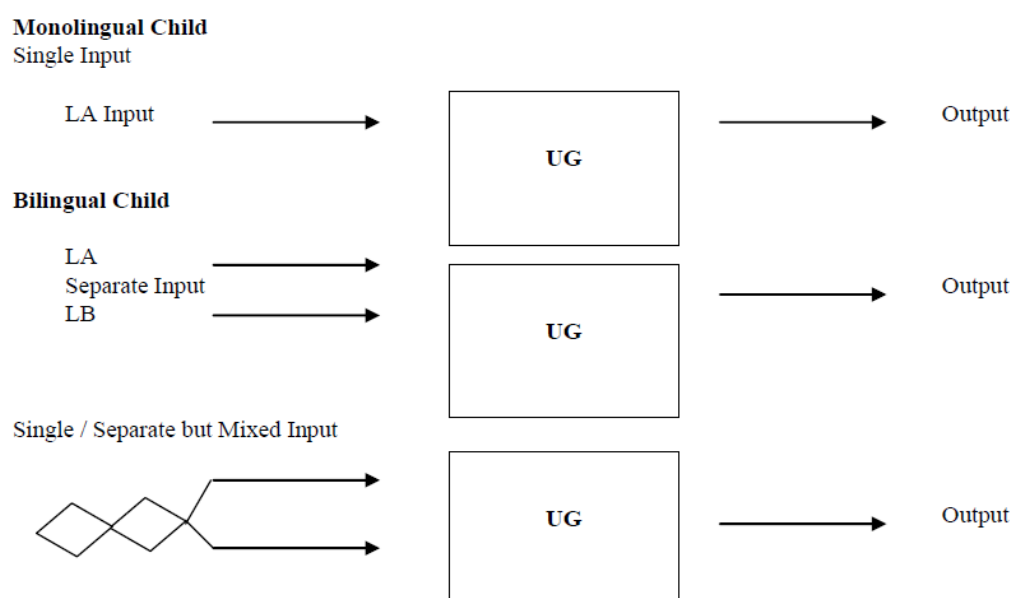 Monolingual Child
Single Input
LA Input
UG
Output
Bilingual Child
LA
Separate Input
LB
UG
Output
Single / Separate but Mixed Input
UG
Output